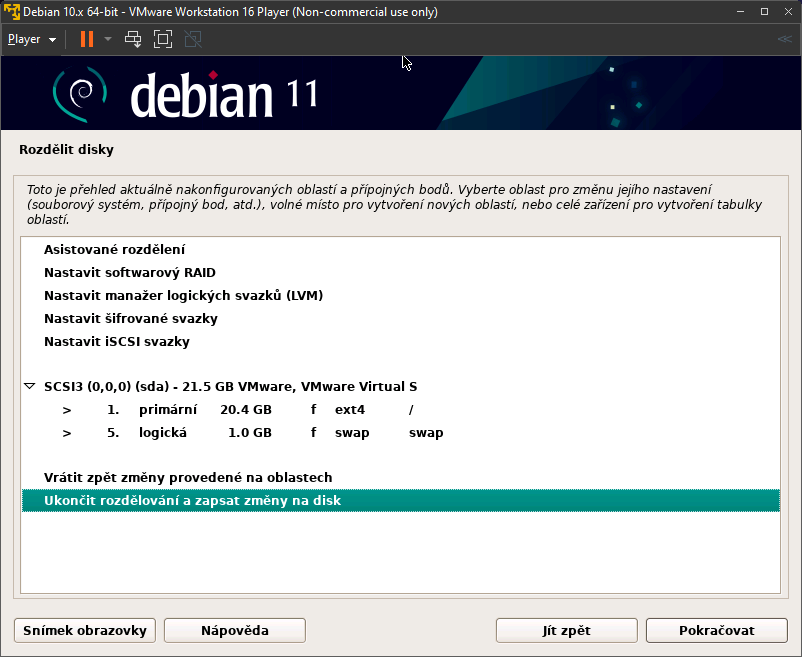 Debian 10.x 64-bit - VMware Workstation 16 Player (Non-commercial use only)
Player
debian 11
Rozdělit disky
Toto je přehled aktuálně nakonfigurovaných oblastí a přípojných bodů. Vyberte oblast pro změnu jejího nastavení
(souborový systém, přípojný bod, atd.), volné místo pro vytvoření nových oblastí, nebo celé zařízení pro vytvoření tabulky
oblastí.
Asistované rozdělení
Nastavit softwarový RAID
Nastavit manažer logických svazků (LVM)
Nastavit šifrované svazky
Nastavit iSCSI svazky
SCSI3 (0,0,0) (sda) - 21.5 GB VMware, VMware Virtual S
> 1. primární 20.4 GB f ext4 /
> 5. logická 1.0 GB f swap swap
Vrátit zpět změny provedené na oblastech
Ukončit rozdělování a zapsat změny na disk
Snímek obrazovky Nápověda Jít zpět Pokračovat